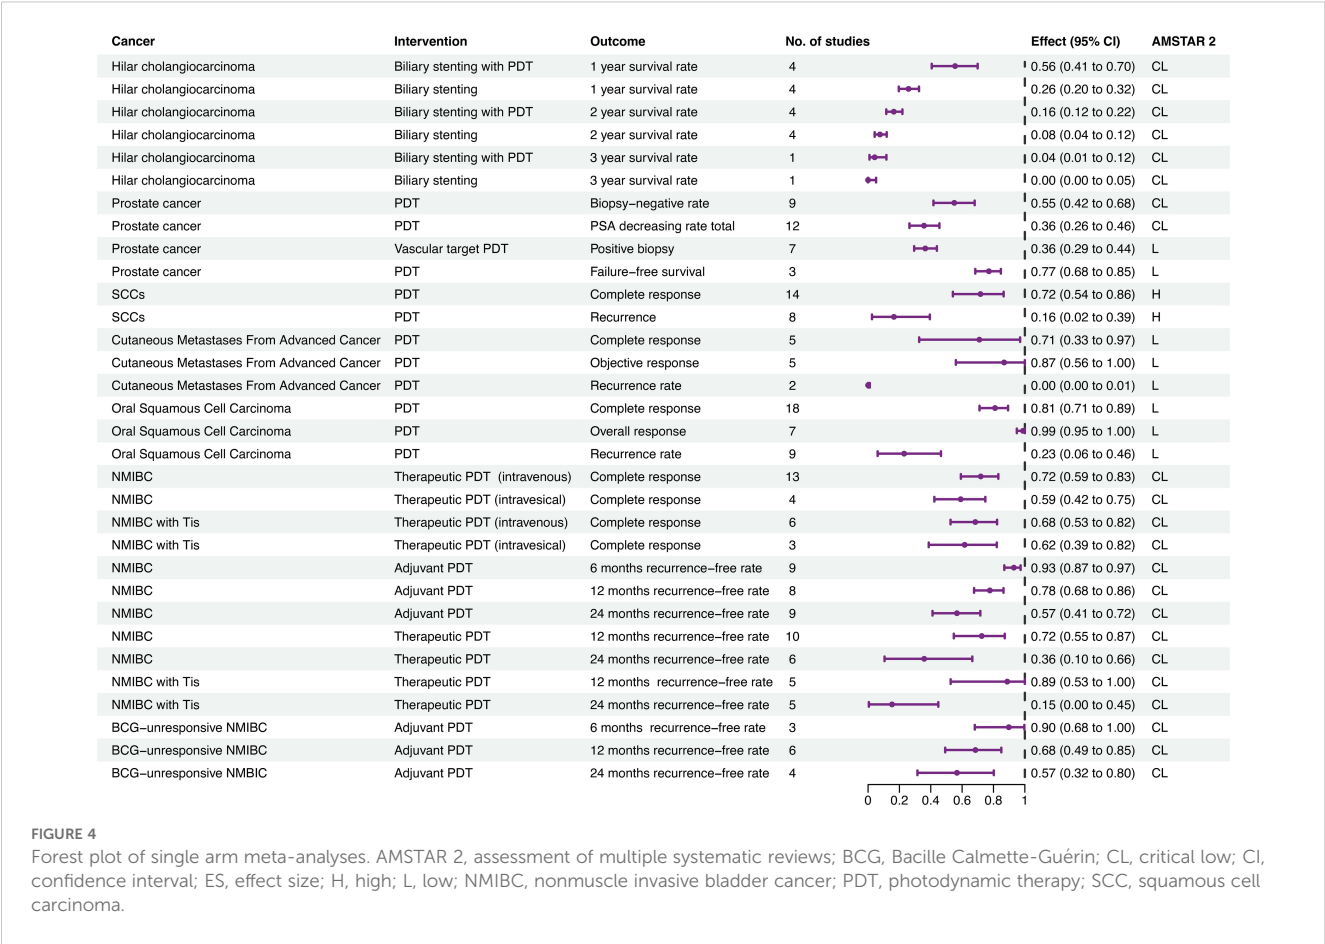 Cancer Intervention Outcome No. of studies Effect (95% CI) AMSTAR 2
Hilar cholangiocarcinoma Biliary stenting with PDT 1 year survival rate 4 0.56 (0.41 to 0.70) CL
Hilar cholangiocarcinoma Biliary stenting 1 year survival rate 4 0.26 (0.20 to 0.32) CL
Hilar cholangiocarcinoma Biliary stenting with PDT 2 year survival rate 4 0.16 (0.12 to 0.22) CL
Hilar cholangiocarcinoma Biliary stenting 2 year survival rate 4 0.08 (0.04 to 0.12) CL
Hilar cholangiocarcinoma Biliary stenting with PDT 3 year survival rate 1 0.04 (0.01 to 0.12) CL
Hilar cholangiocarcinoma Biliary stenting 3 year survival rate 1 0.00 (0.00 to 0.05) CL
Prostate cancer PDT Biopsy−negative rate 9 0.55 (0.42 to 0.68) CL
Prostate cancer PDT PSA decreasing rate total 12 0.36 (0.26 to 0.46) CL
Prostate cancer Vascular target PDT Positive biopsy 7 0.36 (0.29 to 0.44) L
Prostate cancer PDT Failure−free survival 3 0.77 (0.68 to 0.85) L
SCCs PDT Complete response 14 0.72 (0.54 to 0.86) H
SCCs PDT Recurrence 8 0.16 (0.02 to 0.39) H
Cutaneous Metastases From Advanced Cancer PDT Complete response 5 0.71 (0.33 to 0.97) L
Cutaneous Metastases From Advanced Cancer PDT Objective response 5 0.87 (0.56 to 1.00) L
Cutaneous Metastases From Advanced Cancer PDT Recurrence rate 2 0.00 (0.00 to 0.01) L
Oral Squamous Cell Carcinoma PDT Complete response 18 0.81 (0.71 to 0.89) L
Oral Squamous Cell Carcinoma PDT Overall response 7 0.99 (0.95 to 1.00) L
Oral Squamous Cell Carcinoma PDT Recurrence rate 9 0.23 (0.06 to 0.46) L
NMIBC Therapeutic PDT (intravenous) Complete response 13 0.72 (0.59 to 0.83) CL
NMIBC Therapeutic PDT (intravesical) Complete response 4 0.59 (0.42 to 0.75) CL
NMIBC with Tis Therapeutic PDT (intravenous) Complete response 6 0.68 (0.53 to 0.82) CL
NMIBC with Tis Therapeutic PDT (intravesical) Complete response 3 0.62 (0.39 to 0.82) CL
NMIBC Adjuvant PDT 6 months recurrence−free rate 9 0.93 (0.87 to 0.97) CL
NMIBC Adjuvant PDT 12 months recurrence−free rate 8 0.78 (0.68 to 0.86) CL
NMIBC Adjuvant PDT 24 months recurrence−free rate 9 0.57 (0.41 to 0.72) CL
NMIBC Therapeutic PDT 12 months recurrence−free rate 10 0.72 (0.55 to 0.87) CL
NMIBC Therapeutic PDT 24 months recurrence−free rate 6 0.36 (0.10 to 0.66) CL
NMIBC with Tis Therapeutic PDT 12 months recurrence−free rate 5 0.89 (0.53 to 1.00) CL
NMIBC with Tis Therapeutic PDT 24 months recurrence−free rate 5 0.15 (0.00 to 0.45) CL
BCG−unresponsive NMIBC Adjuvant PDT 6 months recurrence−free rate 3 0.90 (0.68 to 1.00) CL
BCG−unresponsive NMIBC Adjuvant PDT 12 months recurrence−free rate 6 0.68 (0.49 to 0.85) CL
BCG−unresponsive NMBIC Adjuvant PDT 24 months recurrence−free rate 4 0.57 (0.32 to 0.80) CL
0 0.2 0.4 0.6 0.8 1
FIGURE 4
Forest plot of single arm meta-analyses. AMSTAR 2, assessment of multiple systematic reviews; BCG, Bacille Calmette-Guérin; CL, critical low; CI,
confidence interval; ES, effect size; H, high; L, low; NMIBC, nonmuscle invasive bladder cancer; PDT, photodynamic therapy; SCC, squamous cell
carcinoma.